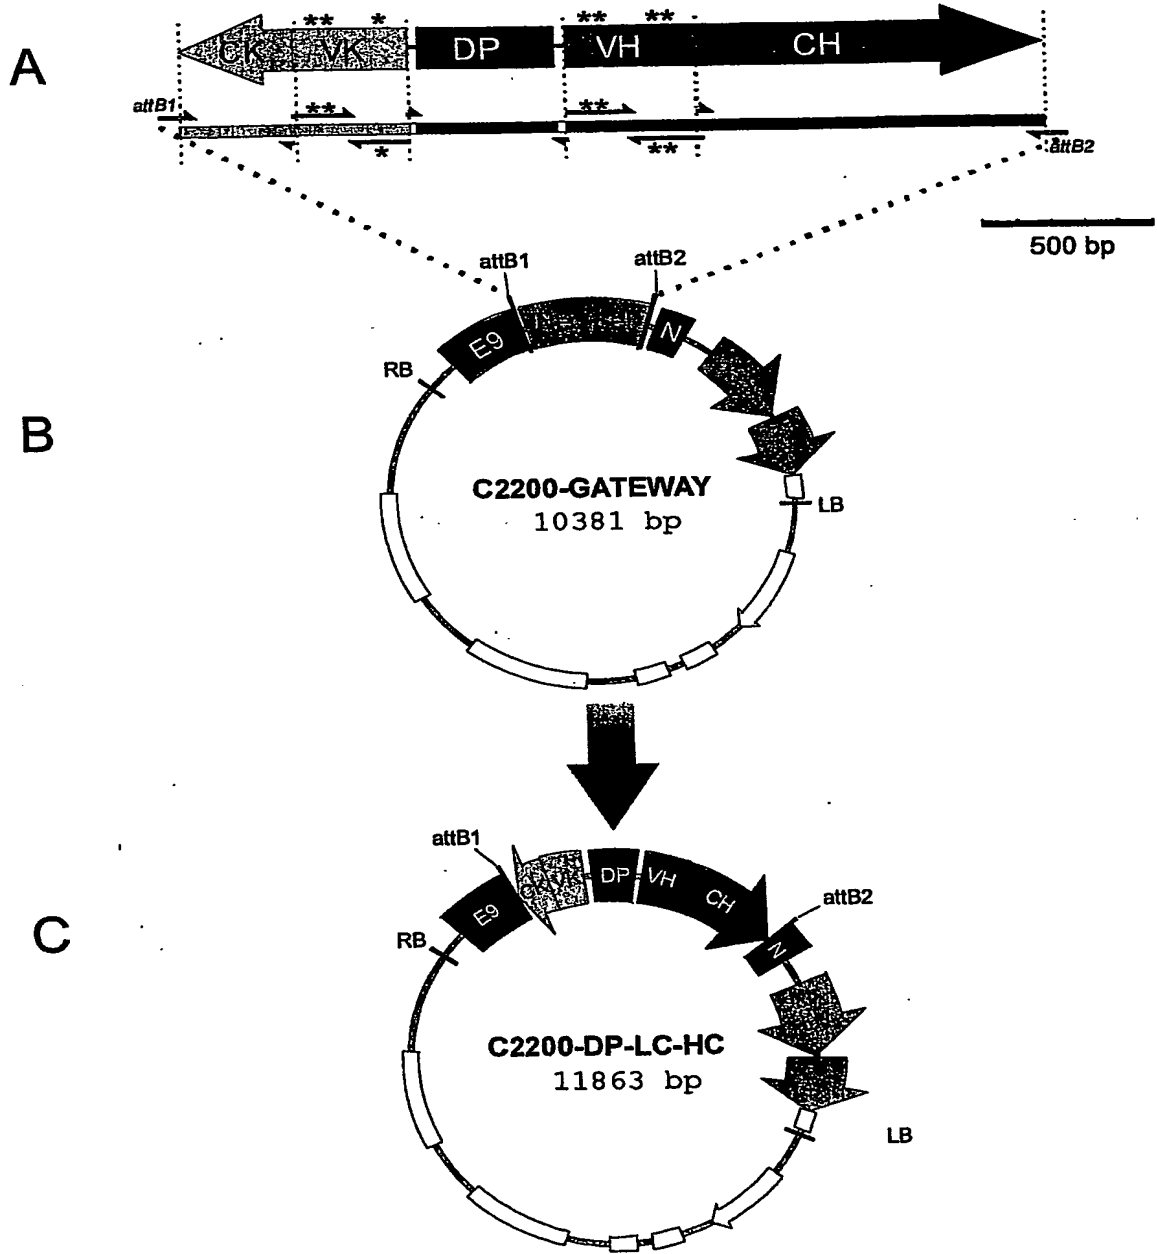 A
** * ** **
CK VK DP VH CH
attB1 ** **
* ** attB2
500 bp
attB1 attB2
E9 N
RB
B
C2200-GATEWAY
10381 bp
LB
attB1
CK VK DP VH CH
attB2
E9 N
C
RB
C2200-DP-LC-HC
11863 bp
LB